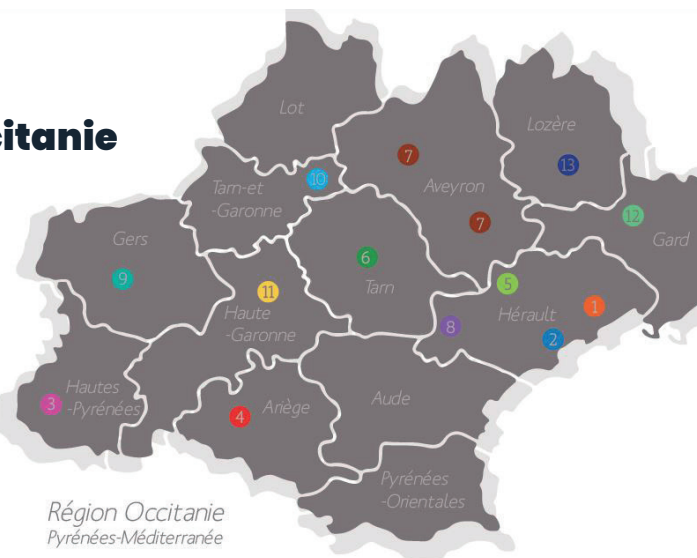 citanie
Lot
Lozère
7
13
Aveyron
10
Tarn-et
-Garonne
12
7
Gers
Gard
6
9
Tarn
5
11
Haute
-Garonne
Hérault
1
8
2
Hautes
-Pyrénées
3
4
Ariège
Aude
Pyrénées
-Orientales
Région Occitanie
Pyrénées-Méditerranée